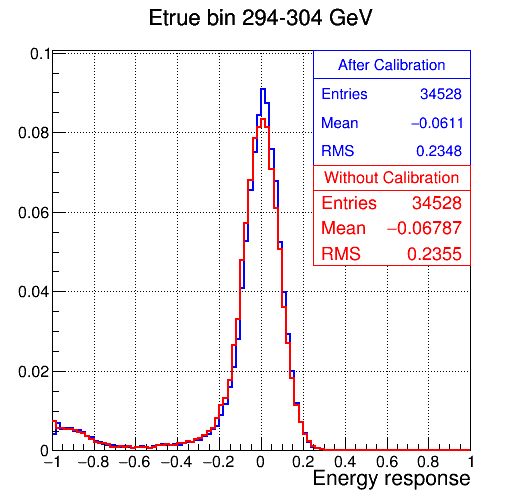 Etrue bin 294-304 GeV
0.1
0.08
0.06
0.04
0.02
0
−1 −0.8 −0.6 −0.4 −0.2 0 0.2 0.4 0.6 0.8 1
Energy response
After Calibration
Entries 34528
Mean −0.0611
RMS 0.2348
Without Calibration
Entries 34528
Mean −0.06787
RMS 0.2355